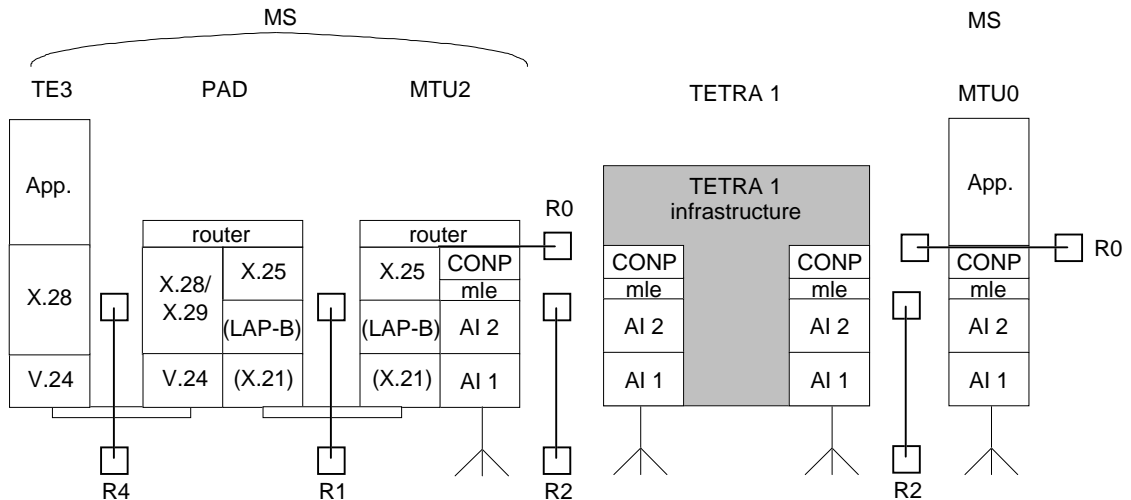 MS
MS
TE3
PAD
MTU2
TETRA 1
MTU0
App.
TETRA 1
infrastructure
App.
R0
router
router
X.28
X.28/
X.29
X.25
X.25
CONP
CONP
CONP
CONP
R0
mle
mle
mle
mle
(LAP-B)
(LAP-B)
AI 2
AI 2
AI 2
AI 2
V.24
V.24
(X.21)
(X.21)
AI 1
AI 1
AI 1
AI 1
R4
R1
R2
R2